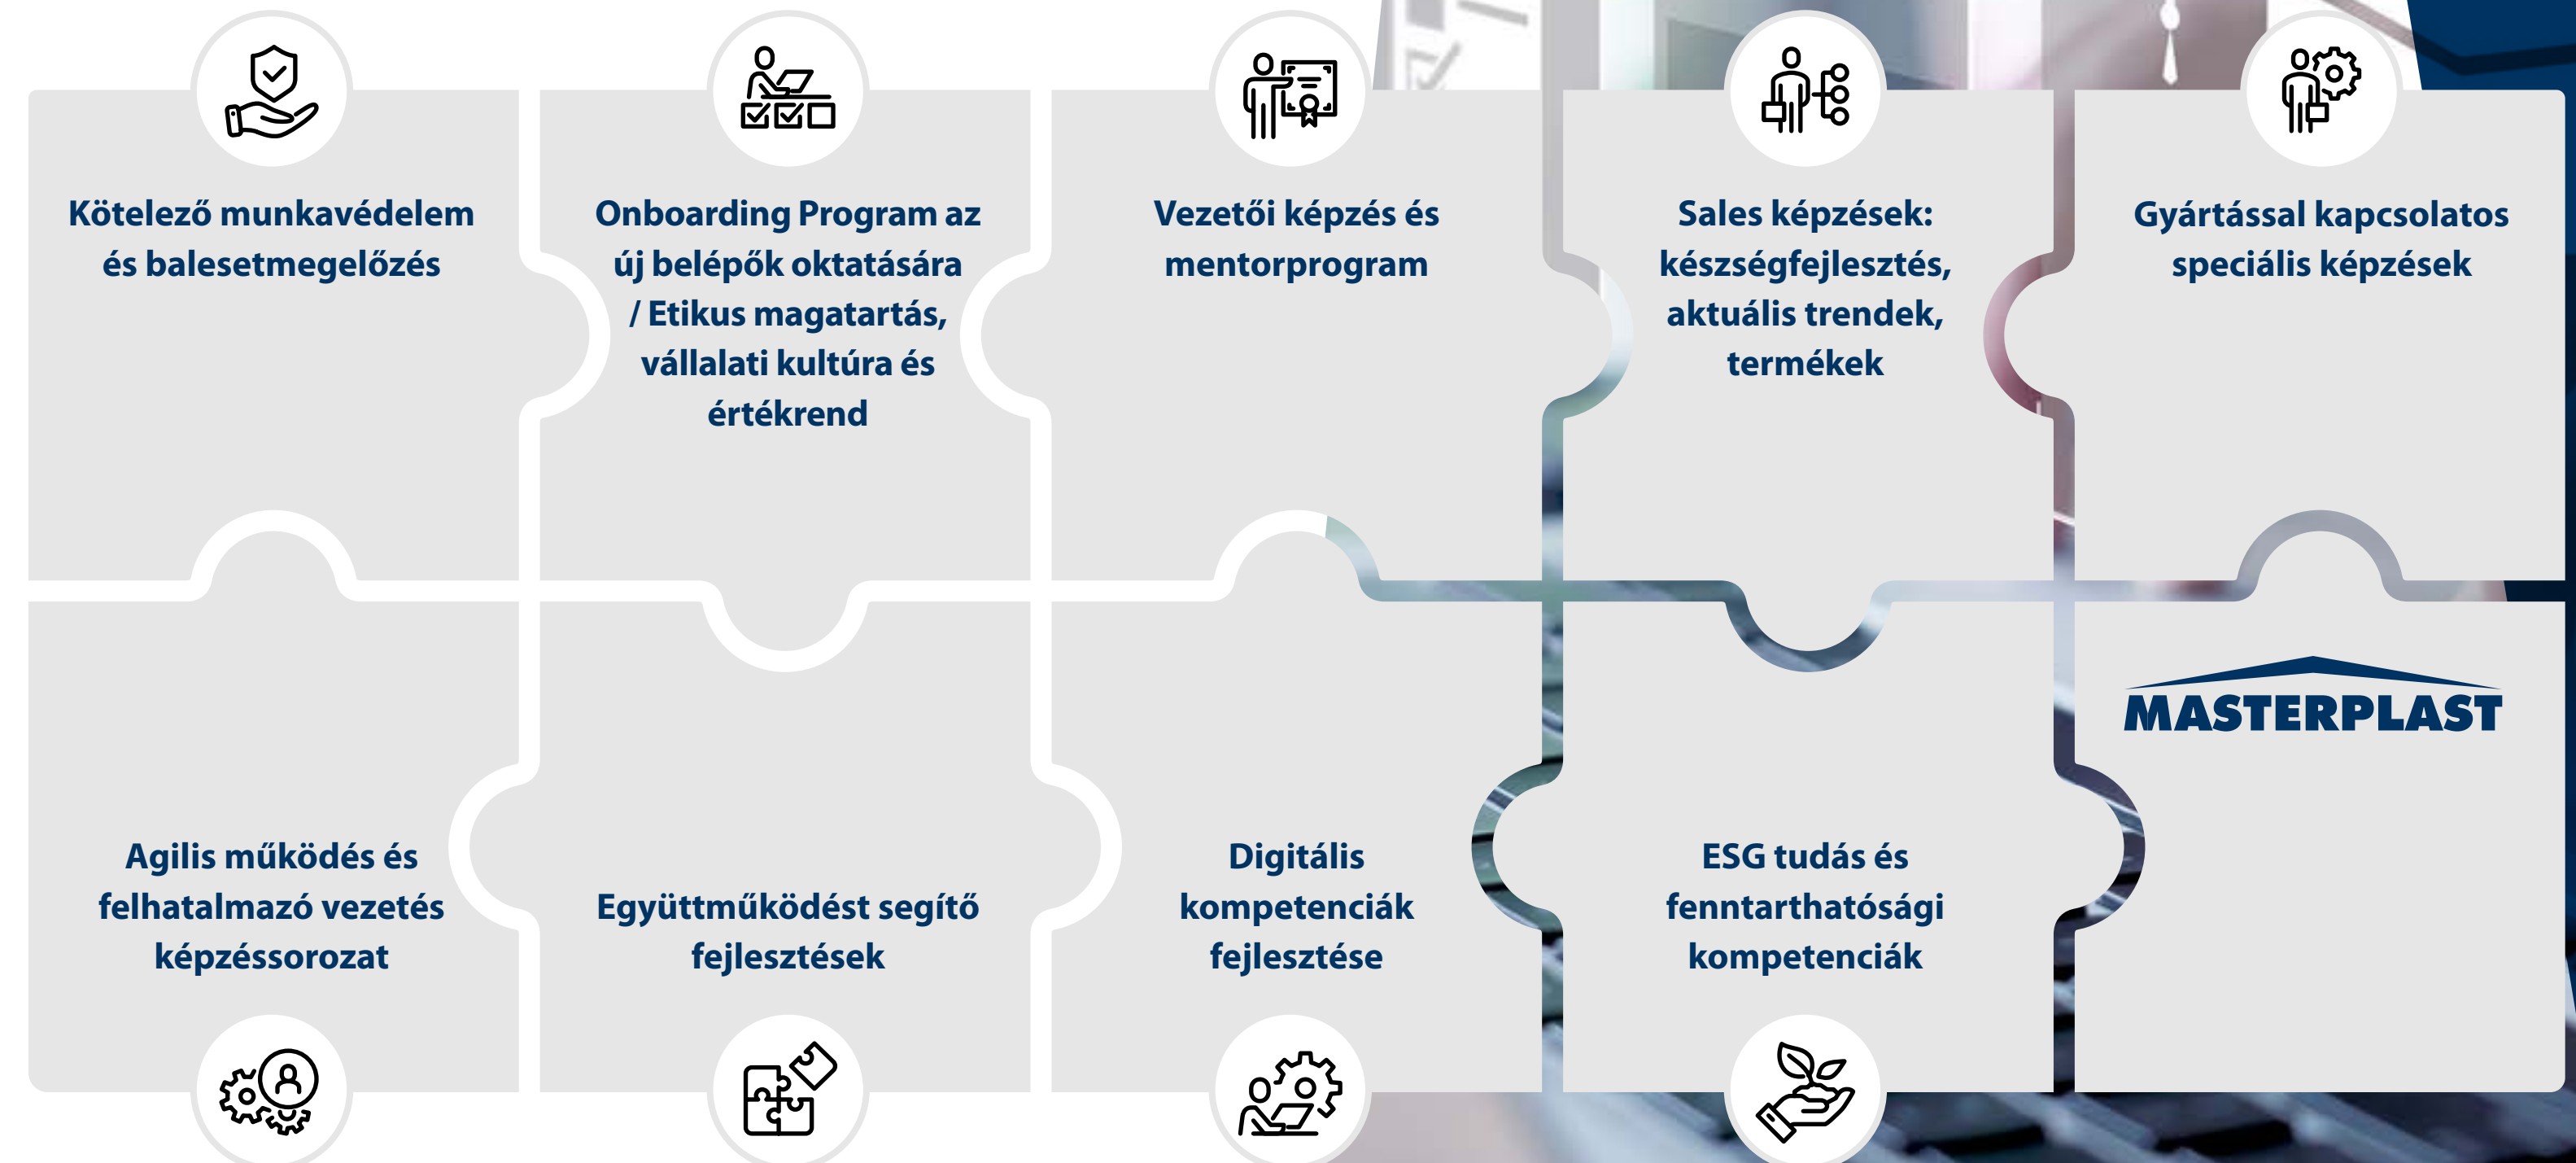 Kötelező munkavédelem
és balesetmegelőzés
Onboarding Program az
új belépők oktatására
/ Etikus magatartás,
vállalati kultúra és
értékrend
Vezetői képzés és
mentorprogram
Sales képzések:
készségfejlesztés,
aktuális trendek,
termékek
Gyártással kapcsolatos
speciális képzések
Agilis működés és
felhatalmazó vezetés
képzéssorozat
Együttműködést segítő
fejlesztések
Digitális
kompetenciák
fejlesztése
ESG tudás és
fenntarthatósági
kompetenciák
MASTERPLAST